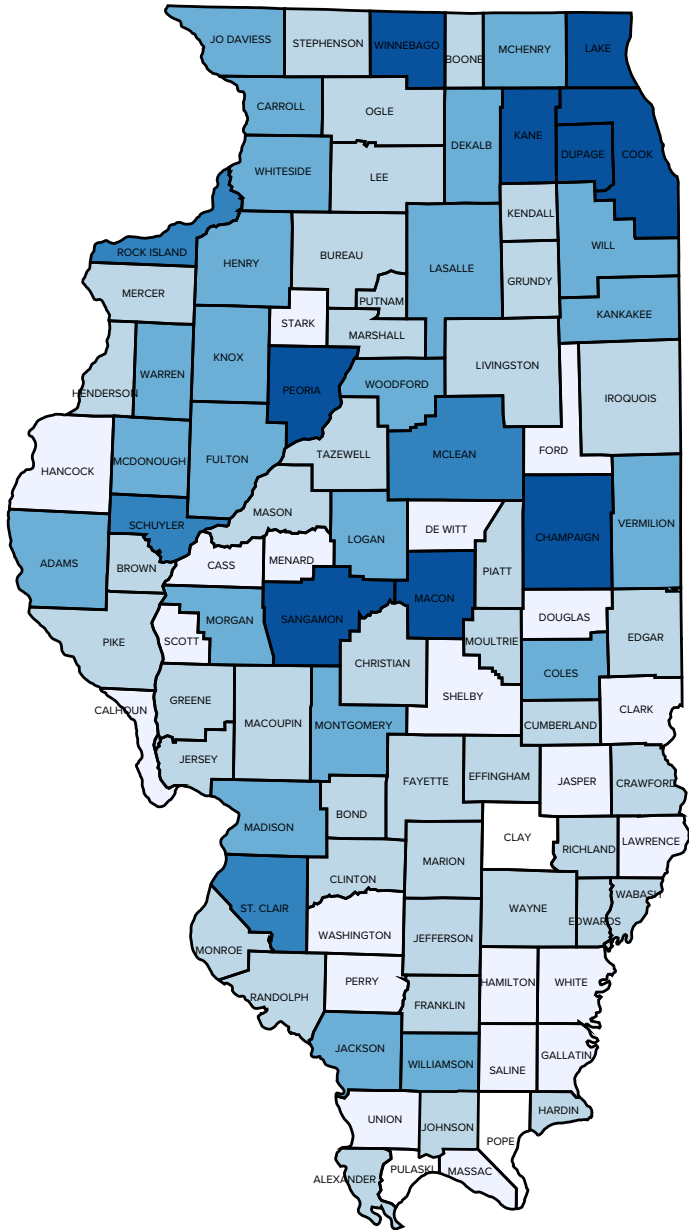 JO DAVIESS
STEPHENSON
WINNEBAGO
BOONE
MCHENRY
LAKE
CARROLL
OGLE
DEKALB
KANE
DUPAGE
COOK
WHITESIDE
LEE
KENDALL
WILL
ROCK ISLAND
HENRY
BUREAU
LASALLE
GRUNDY
MERCER
PUTNAM
KANKAKEE
STARK
MARSHALL
HENDERSON
WARREN
KNOX
PEORIA
WOODFORD
LIVINGSTON
IROQUOIS
HANCOCK
MCDONOUGH
FULTON
TAZEWELL
MCLEAN
FORD
SCHUYLER
MASON
LOGAN
DE WITT
CHAMPAIGN
VERMILION
ADAMS
BROWN
CASS
MENARD
PIATT
MACON
SANGAMON
MORGAN
SCOTT
PIKE
DOUGLAS
EDGAR
MOULTRIE
CHRISTIAN
COLES
SHELBY
CALHOUN
GREENE
MACOUPIN
MONTGOMERY
CUMBERLAND
CLARK
JERSEY
FAYETTE
EFFINGHAM
JASPER
CRAWFORD
MADISON
BOND
CLAY
RICHLAND
LAWRENCE
MARION
CLINTON
ST. CLAIR
WAYNE
EDWARDS
WABASH
WASHINGTON
JEFFERSON
MONROE
PERRY
HAMILTON
WHITE
RANDOLPH
FRANKLIN
JACKSON
WILLIAMSON
SALINE
GALLATIN
UNION
JOHNSON
POPE
HARDIN
ALEXANDER
PULASKI
MASSAC